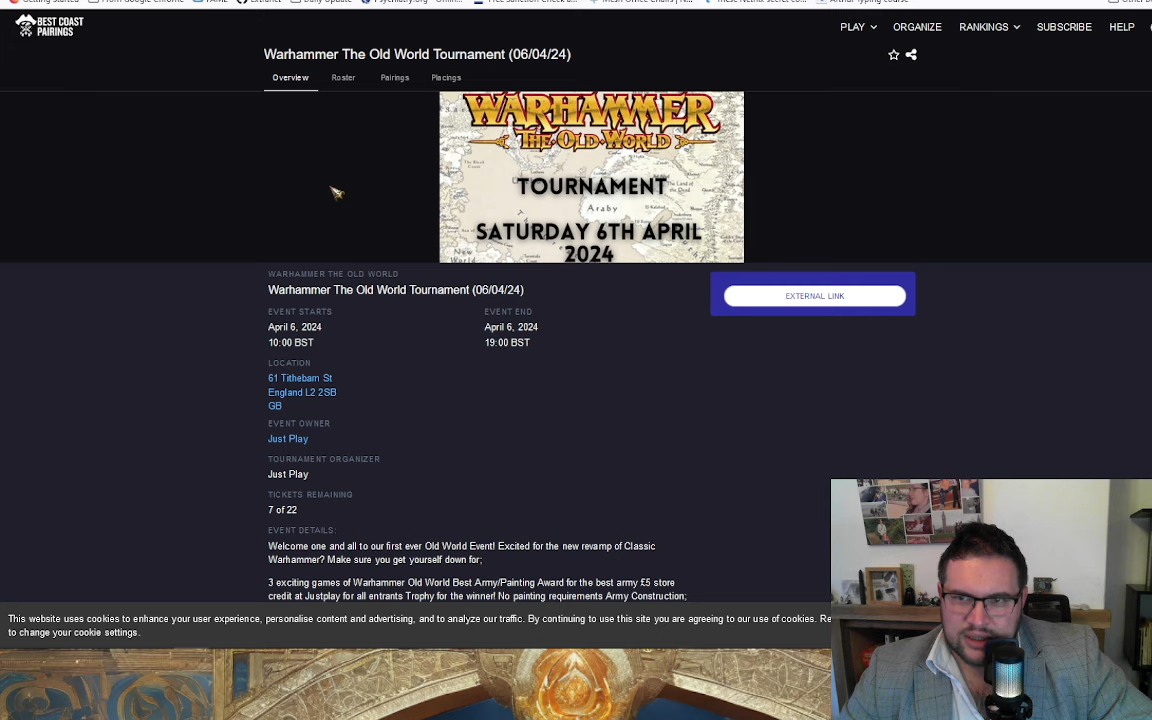 BEST COAST
PAIRINGS
PLAY
ORGANIZE
RANKINGS
SUBSCRIBE
HELP
Warhammer The Old World Tournament (06/04/24)
Overview
Roster
Pairings
Placings
WARHAMMER
THE OLD WORLD
TOURNAMENT
Araby
SATURDAY 6TH APRIL
2024
WARHAMMER THE OLD WORLD
Warhammer The Old World Tournament (06/04/24)
EXTERNAL LINK
EVENT STARTS
EVENT END
April 6, 2024
April 6, 2024
10:00 BST
19:00 BST
LOCATION
61 Tithebarn St
England L2 2SB
GB
EVENT OWNER
Just Play
TOURNAMENT ORGANIZER
Just Play
TICKETS REMAINING
7 of 22
EVENT DETAILS:
Welcome one and all to our first ever Old World Event! Excited for the new revamp of Classic
Warhammer? Make sure you get yourself down for;
3 exciting games of Warhammer Old World Best Army/Painting Award for the best army £5 store
credit at Justplay for all entrants Trophy for the winner! No painting requirements Army Construction;
This website uses cookies to enhance your user experience, personalise content and advertising, and to analyze our traffic. By continuing to use this site you are agreeing to our use of cookies. Re
to change your cookie settings.